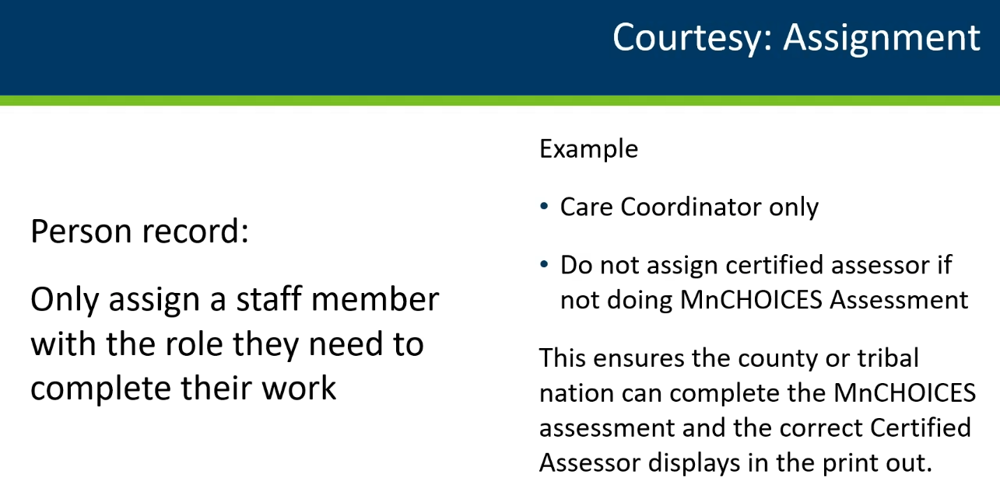 Courtesy: Assignment
Person record:
Only assign a staff member
with the role they need to
complete their work
Example
• Care Coordinator only
• Do not assign certified assessor if
not doing MnCHOICES Assessment
This ensures the county or tribal
nation can complete the MnCHOICES
assessment and the correct Certified
Assessor displays in the print out.